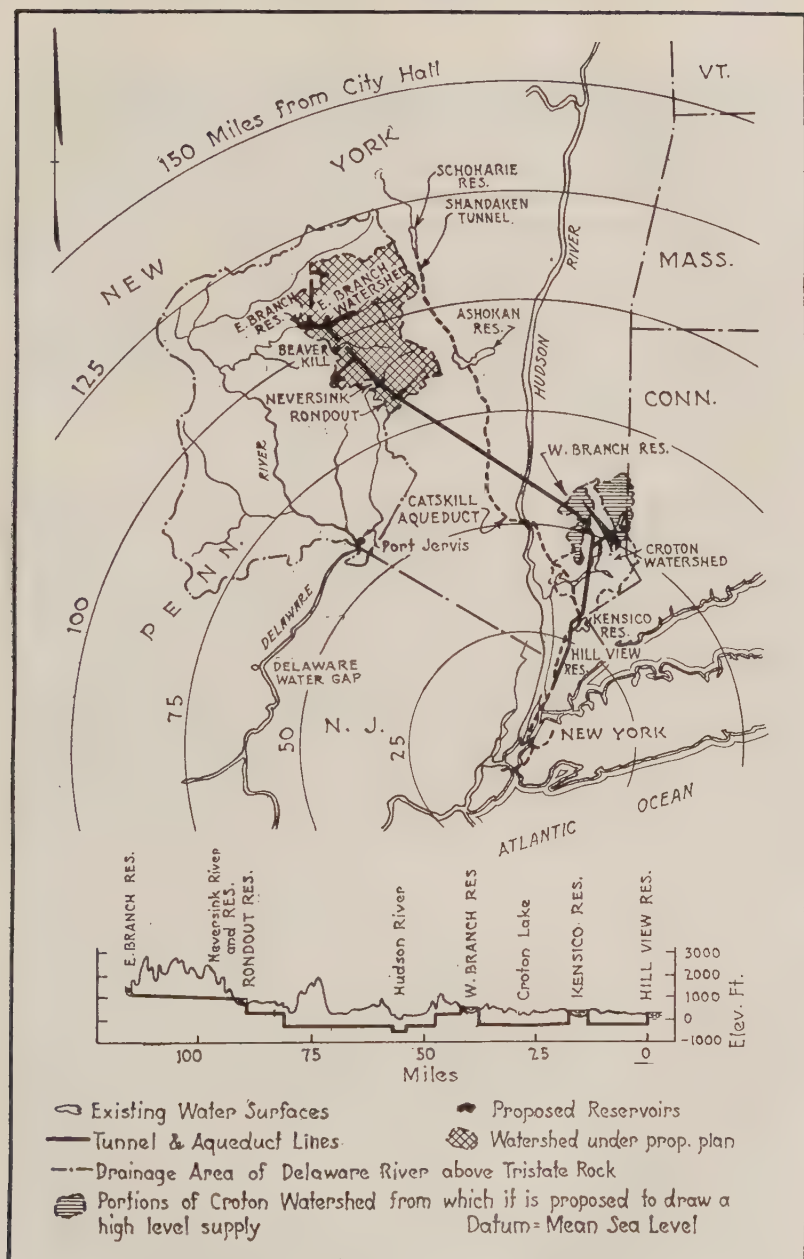 150 Miles from City Hall
VT.
NEW
YORK
SCHOHARIE
RES.
SHANDAKEN
TUNNEL
MASS.
HUDSON
RIVER
E. BRANCH
RES.
E. BRANCH
WATERSHED
ASHOKAN
RES.
125
BEAVER
KILL
NEVERSINK
RONDOUT
CONN.
W. BRANCH RES.
RIVER
CATSKILL
AQUEDUCT
Port Jervis
CROTON
WATERSHED
PENN.
100
DELAWARE
KENSICO
RES.
HILL VIEW
RES.
DELAWARE
WATER GAP
75
50
N. J.
25
NEW YORK
ATLANTIC
OCEAN
E. BRANCH RES.
Neversink River
and RES.
RONDOUT RES.
Hudson River
W. BRANCH RES
Croton Lake
KENSICO RES.
HILL VIEW RES.
3000
2000
1000
0
-1000
Elev. Ft.
100 75 50 25 0
Miles
Existing Water Surfaces
Proposed Reservoirs
Tunnel & Aqueduct Lines
Watershed under prop. plan
Drainage Area of Delaware River above Tristate Rock
Portions of Croton Watershed from which it is proposed to draw a
high level supply
Datum = Mean Sea Level